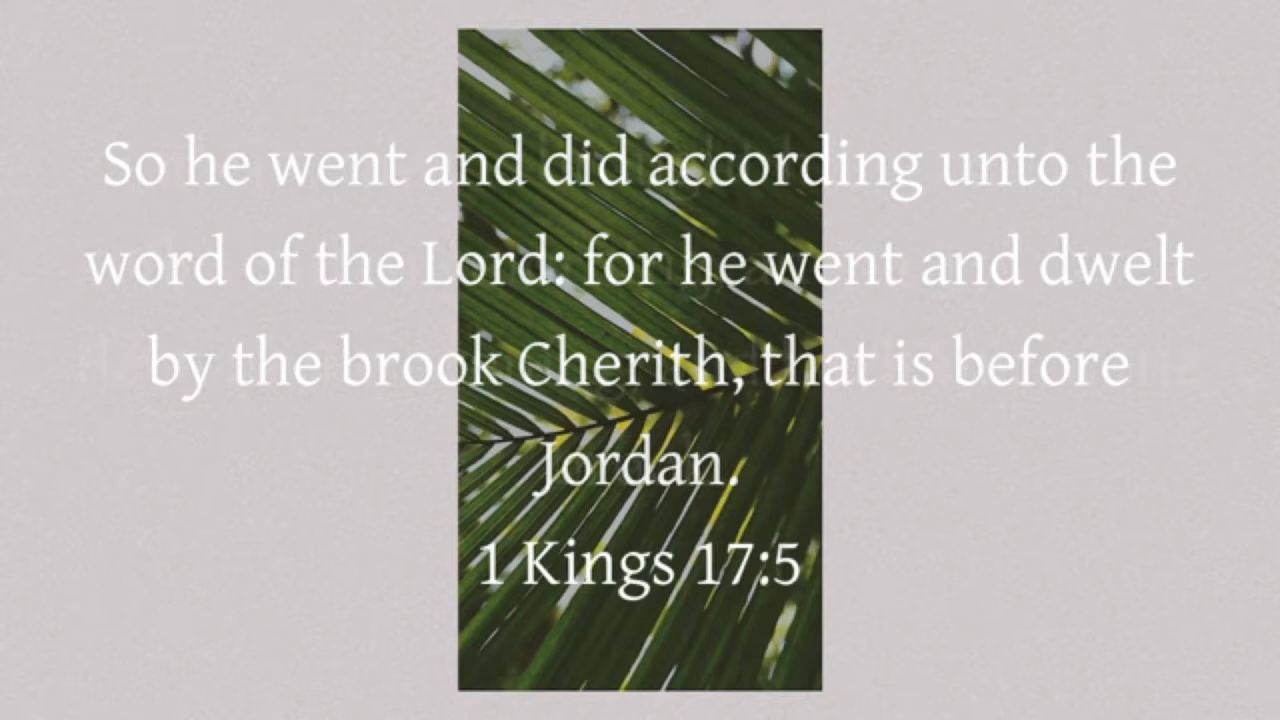 So he went and did according unto the
word of the Lord: for he went and dwelt
by the brook Cherith, that is before
Jordan.
1 Kings 17:5